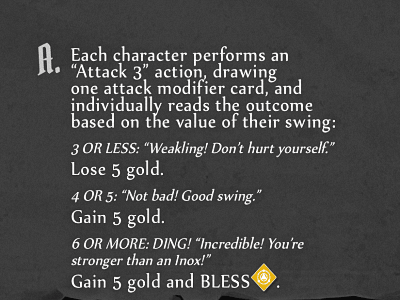 A.
Each character performs an
“Attack 3” action, drawing
one attack modifier card, and
individually reads the outcome
based on the value of their swing:
3 OR LESS: “Weakling! Don’t hurt yourself.”
Lose 5 gold.
4 OR 5: “Not bad! Good swing.”
Gain 5 gold.
6 OR MORE: DING! “Incredible! You’re
stronger than an Inox!”
Gain 5 gold and BLESS.